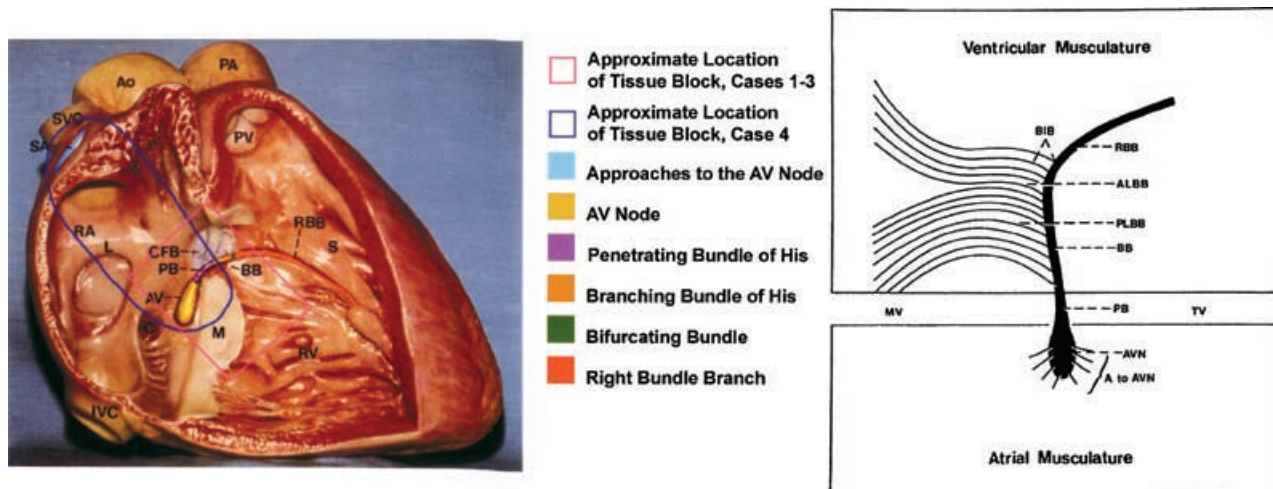 PA
Ao
SVC
SA
PV
RA
L
CFB
PB
BB
RBB
S
AV
C
M
RV
IVC
Approximate Location
of Tissue Block, Cases 1-3
Approximate Location
of Tissue Block, Case 4
Approaches to the AV Node
AV Node
Penetrating Bundle of His
Branching Bundle of His
Bifurcating Bundle
Right Bundle Branch
Ventricular Musculature
BIB
RBB
ALBB
PLBB
BB
MV
PB
TV
AVN
A to AVN
Atrial Musculature